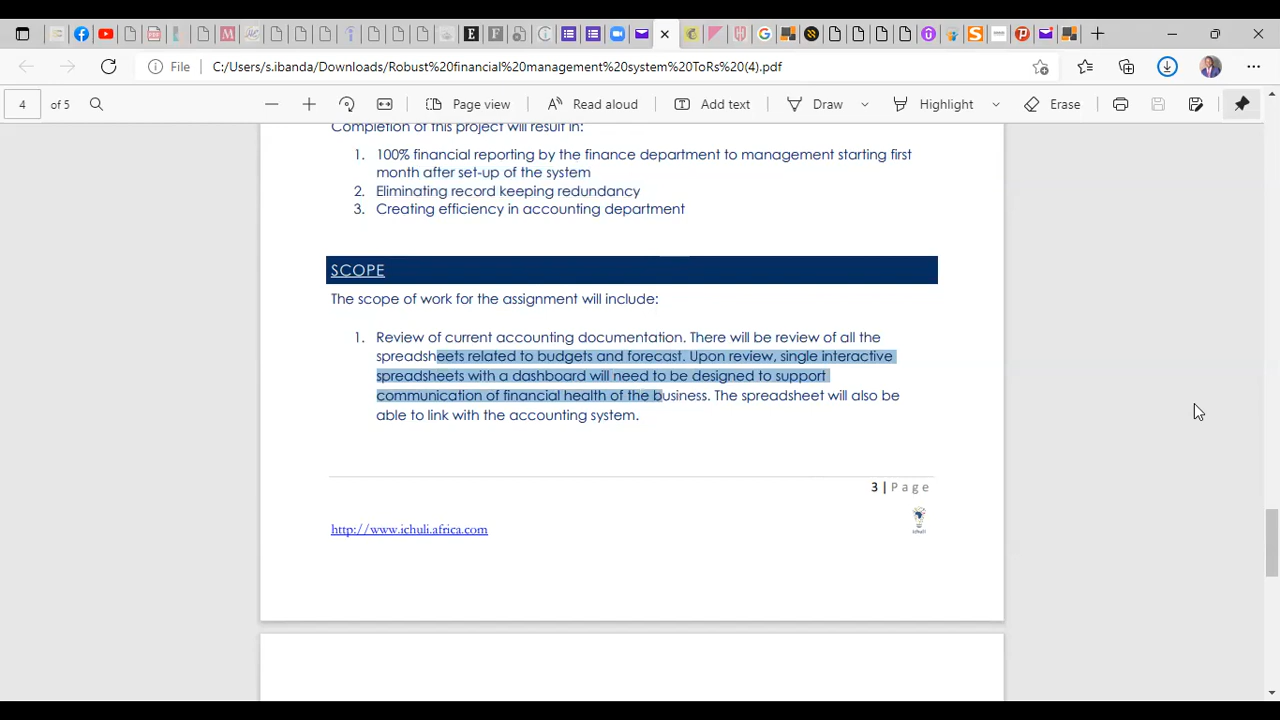 File
C:/Users/s.ibanda/Downloads/Robust%20financial%20management%20system%20ToRs%20(4).pdf
4 of 5
Page view
Read aloud
Add text
Draw
Highlight
Erase
Completion of this project will result in:
1. 100% financial reporting by the finance department to management starting first
month after set-up of the system
2. Eliminating record keeping redundancy
3. Creating efficiency in accounting department
SCOPE
The scope of work for the assignment will include:
1. Review of current accounting documentation. There will be review of all the
spreadsheets related to budgets and forecast. Upon review, single interactive
spreadsheets with a dashboard will need to be designed to support
communication of financial health of the business. The spreadsheet will also be
able to link with the accounting system.
3 | Page
http://www.ichuli.africa.com
ichuli